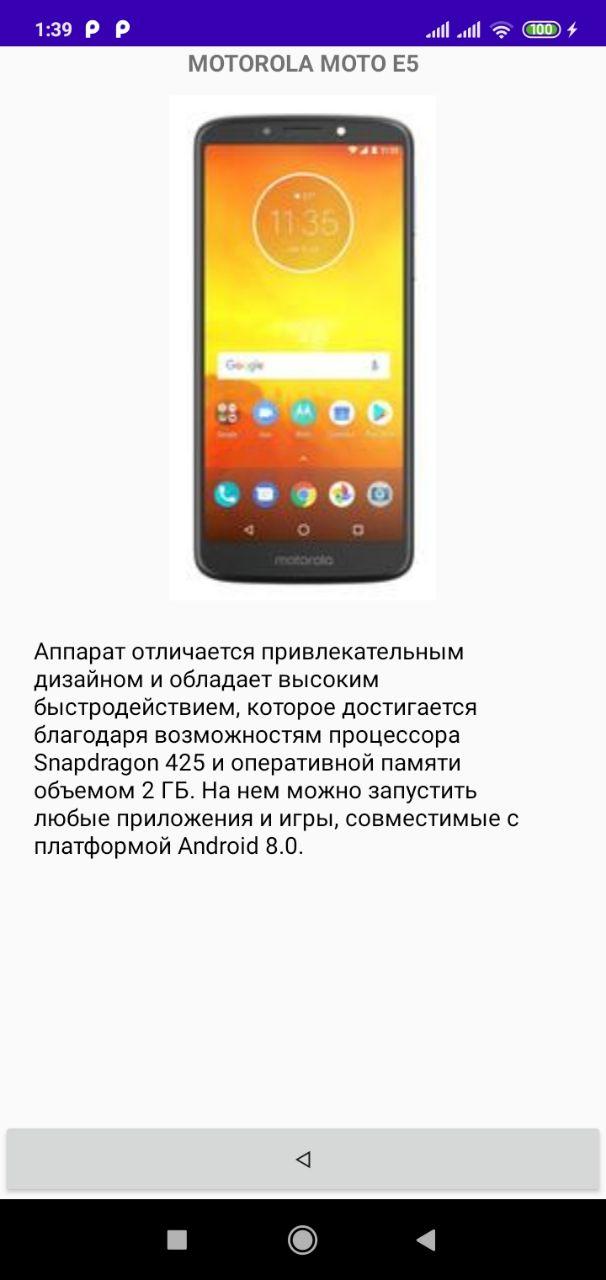 1:39
100
MOTOROLA MOTO E5
11:35
11:35
Google
motorola
Аппарат отличается привлекательным
дизайном и обладает высоким
быстродействием, которое достигается
благодаря возможностям процессора
Snapdragon 425 и оперативной памяти
объемом 2 ГБ. На нем можно запустить
любые приложения и игры, совместимые с
платформой Android 8.0.